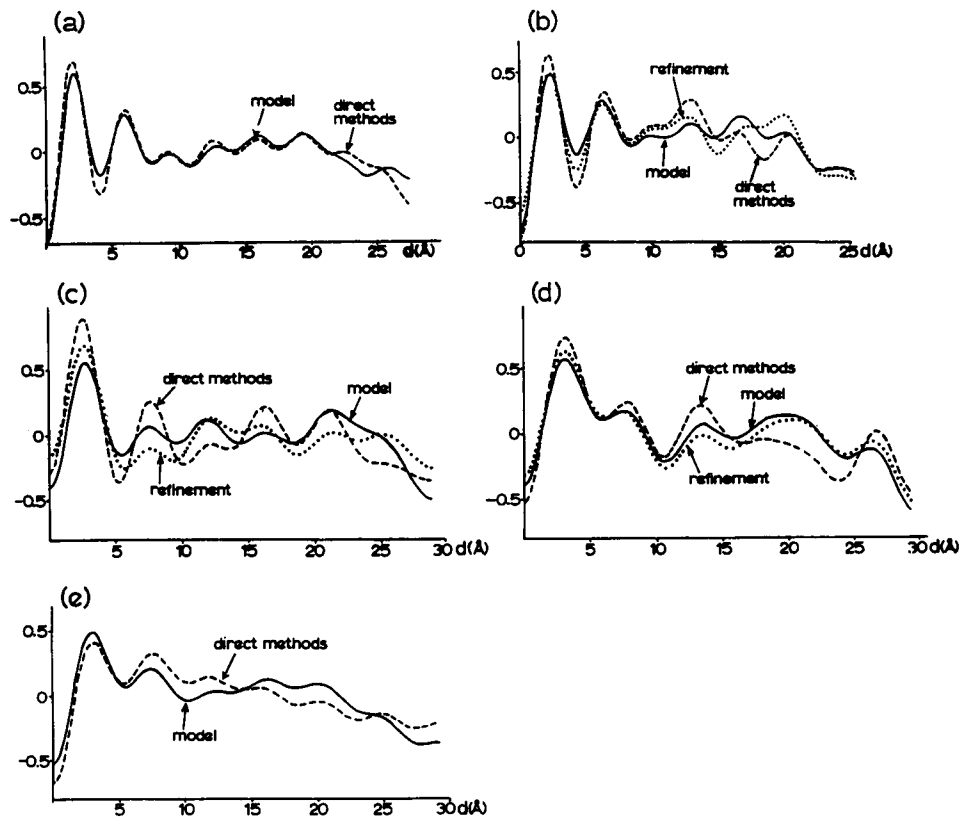 (a)
0.5
0
-0.5
model
direct
methods
5
10
15
20
25
d(Å)
(b)
0.5
0
-0.5
refinement
model
direct
methods
0
5
10
15
20
25
d(Å)
(c)
0.5
0
-0.5
direct methods
model
refinement
5
10
15
20
25
30
d(Å)
(d)
0.5
0
-0.5
direct methods
model
refinement
5
10
15
20
25
30
d(Å)
(e)
0.5
0
-0.5
direct methods
model
5
10
15
20
25
30
d(Å)